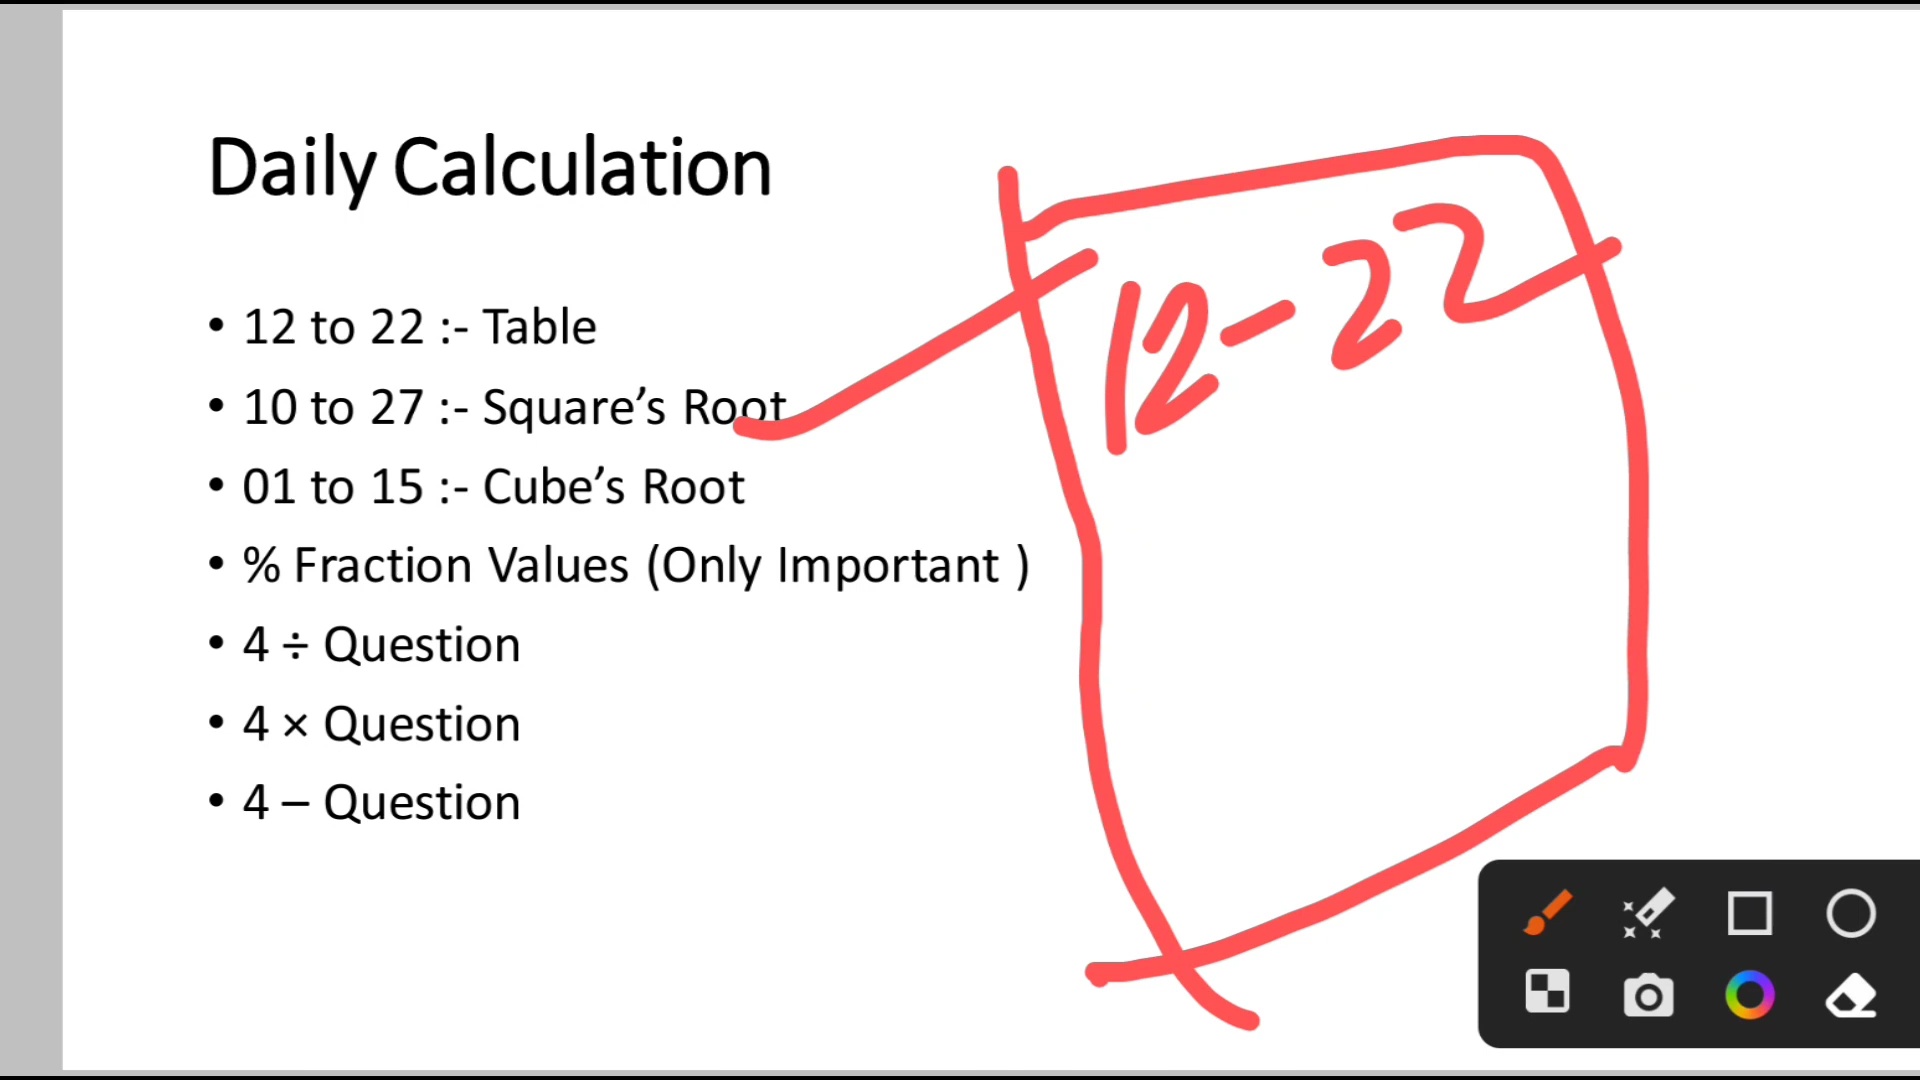 Daily Calculation
• 12 to 22 :- Table
• 10 to 27 :- Square’s Root
• 01 to 15 :- Cube’s Root
• % Fraction Values (Only Important )
• 4 ÷ Question
• 4 × Question
• 4 – Question
12-22